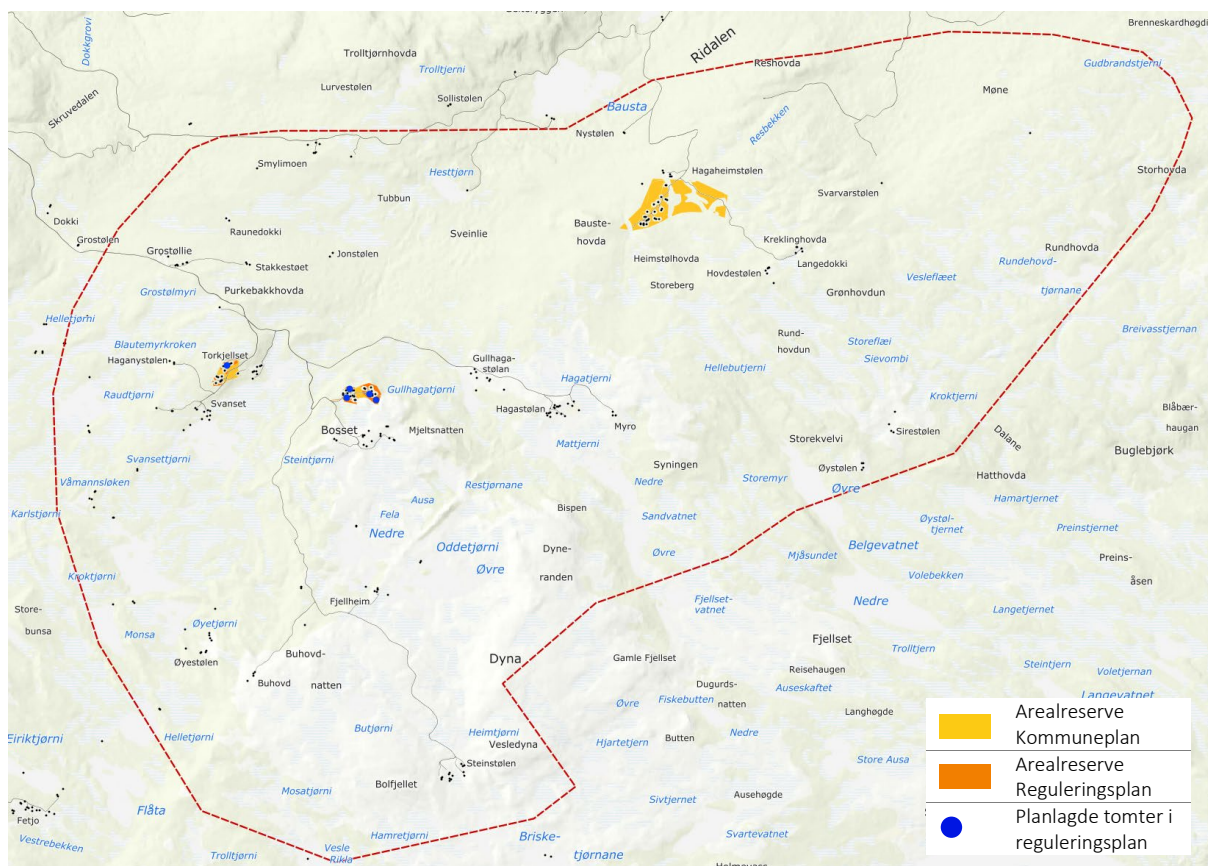 Brenneskardhøgdi
Dokkgrovi
Trolltjørnhovda
Ridalen
Trolltjerni
Reshovda
Gudbrandstjerni
Lurvestølen
Sollistølen
Møne
Skruvedalen
Bausta
Resbekken
Nystølen
Smylimoen
Hesttjørn
Hagaheimstølen
Storhovda
Tubbun
Svarvarstølen
Dokki
Raunedokki
Sveinlie
Bauste-
hovda
Grostølen
Kreklinghovda
Rundhovda
Grostøllie
Jonstølen
Heimstølhovda
Langedokki
Stakkestøet
Hovdestølen
Vesleflæet
Rundehovd-
tjørnane
Grostølmyri
Purkebakkhovda
Storeberg
Grønhovdun
Helletjørni
Breivasstjernan
Blautemyrkroken
Rund-
hovdun
Storeflæi
Torkjellset
Sievombi
Haganystølen
Gullhaga-
stølan
Hellebutjerni
Hagatjerni
Raudtjørni
Gullhagatjørni
Kroktjerni
Svanset
Hagastølan
Blåbær-
haugan
Bosset
Mjeltsnatten
Myro
Sirestølen
Dalane
Mattjerni
Storekvelvi
Buglebjørk
Svansettjørni
Steintjørni
Syningen
Øystølen
Hatthovda
Våmannsløken
Restjørnane
Nedre
Storemyr
Øvre
Ausa
Hamartjernet
Karlstjørni
Fela
Bispen
Sandvatnet
Øystøl-
tjernet
Preinstjernet
Nedre
Oddetjørni
Dyne-
randen
Øvre
Belgevatnet
Mjåsundet
Preins-
åsen
Øvre
Kroktjørni
Volebekken
Fjellheim
Fjellset-
vatnet
Nedre
Store-
bunsa
Langetjernet
Monsa
Øyetjørni
Fjellset
Øyestølen
Buhovd-
natten
Dyna
Gamle Fjellset
Trolltjern
Reisehaugen
Steintjern
Voletjernan
Buhovd
Dugurds-
natten
Auseskaftet
Langevatnet
Øvre
Fiskebutten
Langhøgde
Butjørni
Heimtjørni
Eiriktjørni
Helletjørni
Vesledyna
Hjartetjern
Butten
Nedre
Steinstølen
Store Ausa
Bolfjellet
Mosatjørni
Sivtjernet
Ausehøgde
Flåta
Fetjo
Hamretjørni
Briske-
tjørnane
Svartevatnet
Vestrebekken
Trolltjørni
Vesle
Rikla
Arealreserve
Kommuneplan
Arealreserve
Reguleringsplan
Planlagde tomter i
reguleringsplan